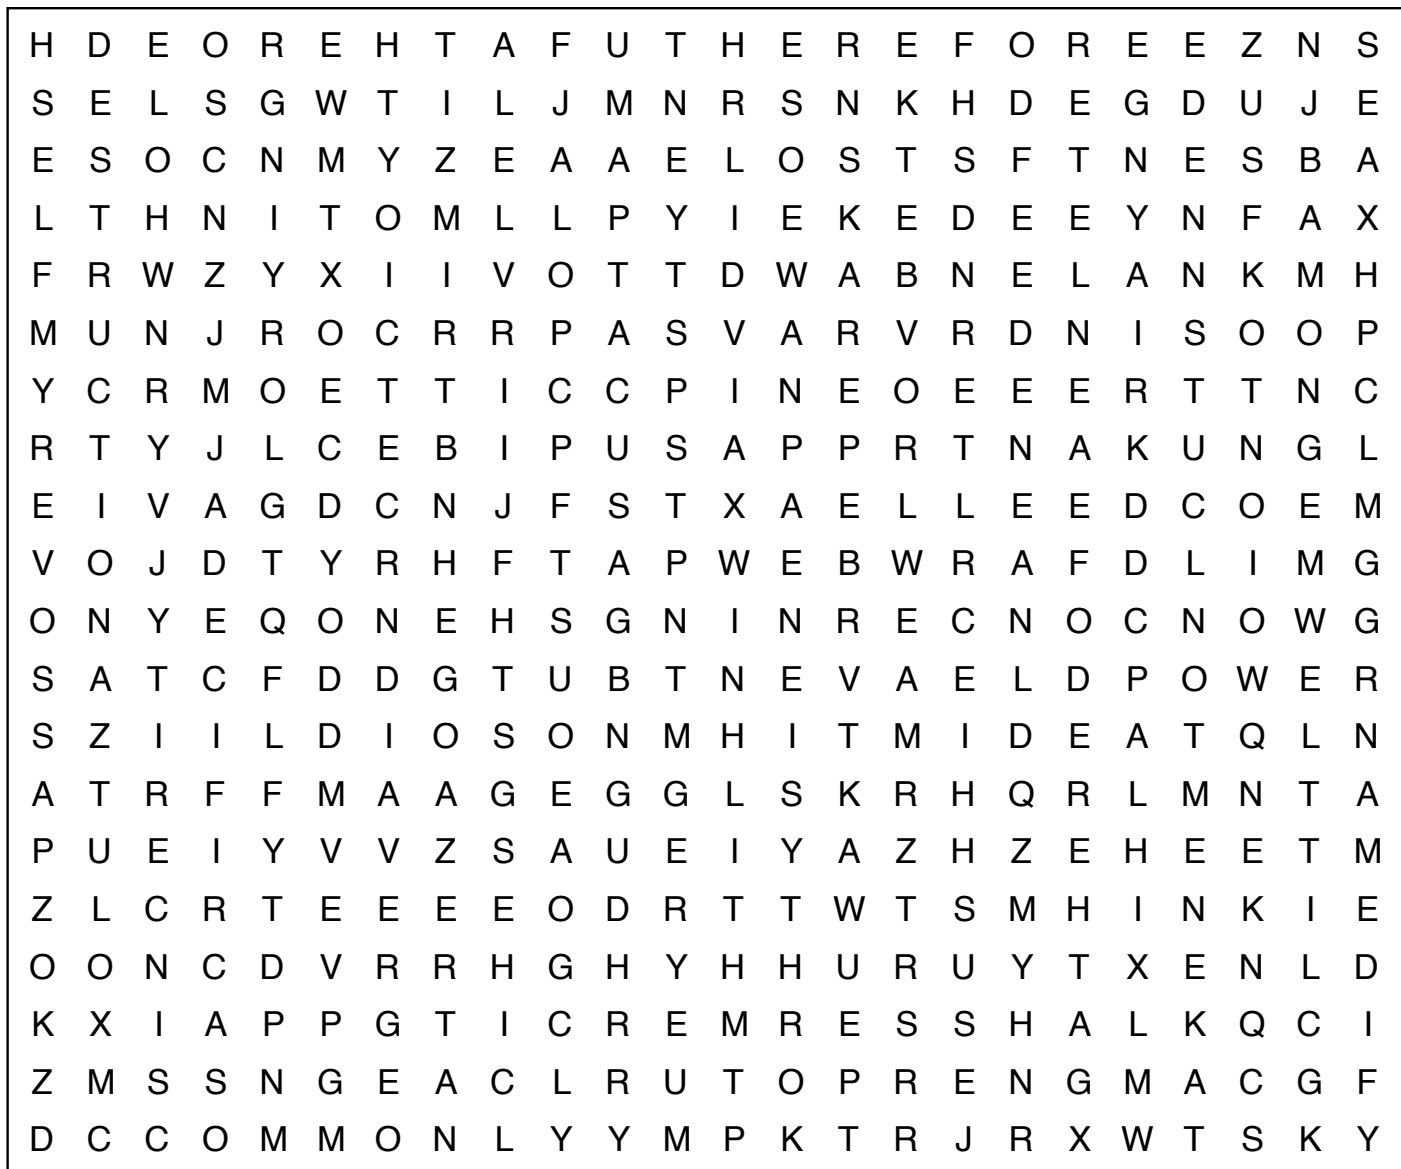 H D E O R E H T A F U T H E R E F O R E E Z N S
S E L S G W T I L J M N R S N K H D E G D U J E
E S O C N M Y Z E A A E L O S T S F T N E S B A
L T H N I T O M L L P Y I E K E D E E Y N F A X
F R W Z Y X I I V O T T D W A B N E L A N K M H
M U N J R O C R R P A S V A R V R D N I S O O P
Y C R M O E T T I C C P I N E O E E E R T T N C
R T Y J L C E B I P U S A P P R T N A K U N G L
E I V A G D C N J F S T X A E L L E E D C O E M
V O J D T Y R H F T A P W E B W R A F D L I M G
O N Y E Q O N E H S G N I N R E C N O C N O W G
S A T C F D D G T U B T N E V A E L D P O W E R
S Z I I L D I O S O N M H I T M I D E A T Q L N
A T R F F M A A G E G G L S K R H Q R L M N T A
P U E I Y V V Z S A U E I Y A Z H Z E H E E T M
Z L C R T E E E E O D R T T W T S M H I N K I E
O O N C D V R R H G H Y H H U R U Y T X E N L D
K X I A P P G T I C R E M R E S S H A L K Q C I
Z M S S N G E A C L R U T O P R E N G M A C G F
D C C O M M O N L Y Y M P K T R J R X W T S K Y